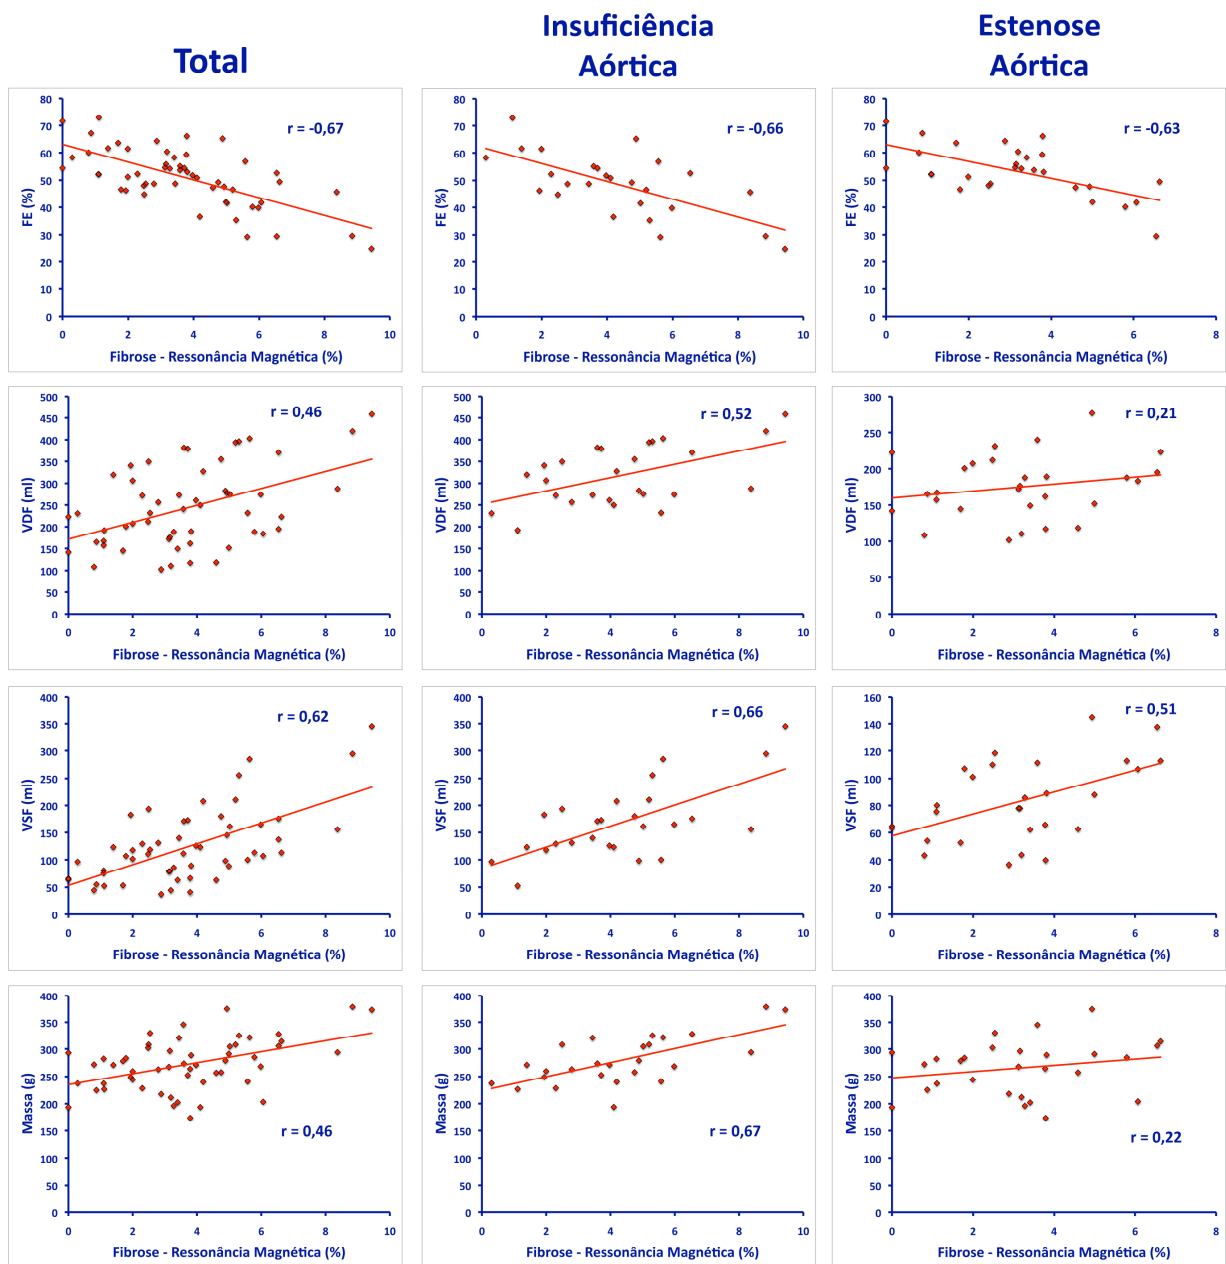 Total
Insuficiência
Aórtica
Estenose
Aórtica
80
70
60
50
40
30
20
10
0
FE (%)
r = -0,67
0 2 4 6 8 10
Fibrose - Ressonância Magnética (%)
80
70
60
50
40
30
20
10
0
FE (%)
r = -0,66
0 2 4 6 8 10
Fibrose - Ressonância Magnética (%)
80
70
60
50
40
30
20
10
0
FE (%)
r = -0,63
0 2 4 6 8
Fibrose - Ressonância Magnética (%)
500
450
400
350
300
250
200
150
100
50
0
VDF (ml)
r = 0,46
0 2 4 6 8 10
Fibrose - Ressonância Magnética (%)
500
450
400
350
300
250
200
150
100
50
0
VDF (ml)
r = 0,52
0 2 4 6 8 10
Fibrose - Ressonância Magnética (%)
300
250
200
150
100
50
0
VDF (ml)
r = 0,21
0 2 4 6 8
Fibrose - Ressonância Magnética (%)
400
350
300
250
200
150
100
50
0
VSF (ml)
r = 0,62
0 2 4 6 8 10
Fibrose - Ressonância Magnética (%)
400
350
300
250
200
150
100
50
0
VSF (ml)
r = 0,66
0 2 4 6 8 10
Fibrose - Ressonância Magnética (%)
160
140
120
100
80
60
40
20
0
VSF (ml)
r = 0,51
0 2 4 6 8
Fibrose - Ressonância Magnética (%)
400
350
300
250
200
150
100
50
0
Massa (g)
r = 0,46
0 2 4 6 8 10
Fibrose - Ressonância Magnética (%)
400
350
300
250
200
150
100
50
0
Massa (g)
r = 0,67
0 2 4 6 8 10
Fibrose - Ressonância Magnética (%)
400
350
300
250
200
150
100
50
0
Massa (g)
r = 0,22
0 2 4 6 8
Fibrose - Ressonância Magnética (%)